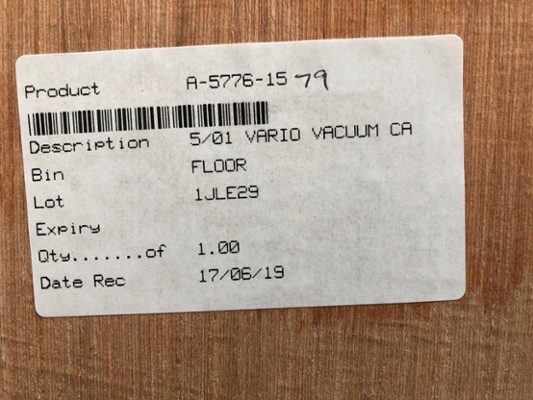 Product A-5776-15 79
Description 5/01 VARIO VACUUM CA
Bin FLOOR
Lot 1JLE29
Expiry
Qty.......of 1.00
Date Rec 17/06/19